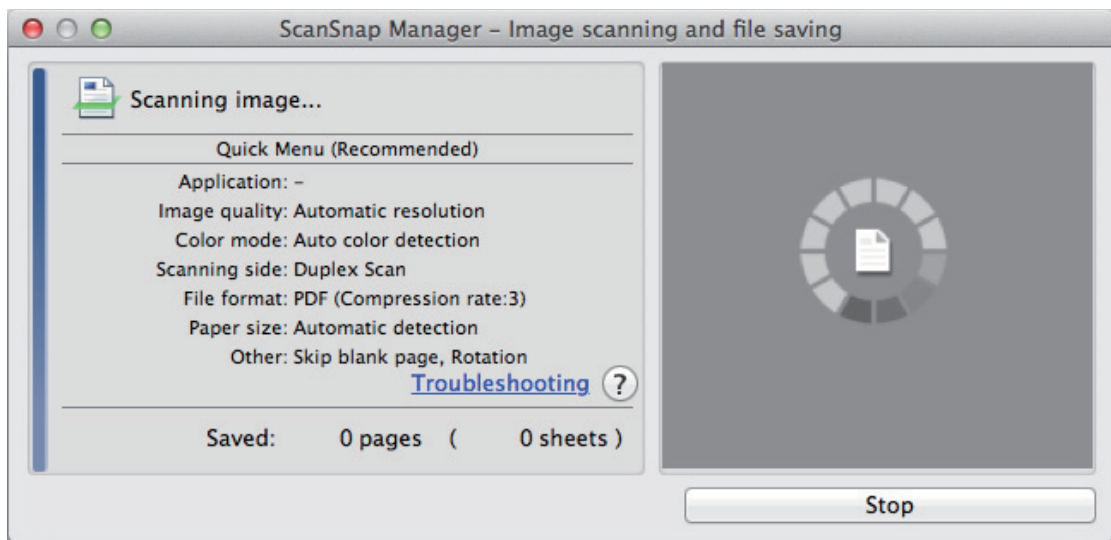 ScanSnap Manager – Image scanning and file saving
Scanning image...
Quick Menu (Recommended)
Application: –
Image quality: Automatic resolution
Color mode: Auto color detection
Scanning side: Duplex Scan
File format: PDF (Compression rate:3)
Paper size: Automatic detection
Other: Skip blank page, Rotation
Troubleshooting ?
Saved: 0 pages ( 0 sheets )
Stop